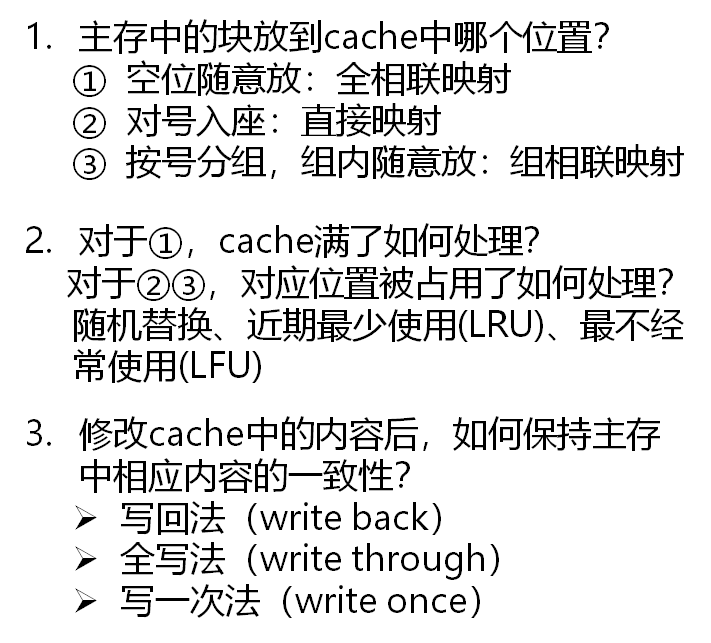 1. 主存中的块放到cache中哪个位置？
① 空位随意放：全相联映射
② 对号入座：直接映射
③ 按号分组，组内随意放：组相联映射
2. 对于①，cache满了如何处理？
对于②③，对应位置被占用了如何处理？
随机替换、近期最少使用(LRU)、最不经
常使用(LFU)
3. 修改cache中的内容后，如何保持主存
中相应内容的一致性？
➢ 写回法（write back）
➢ 全写法（write through）
➢ 写一次法（write once）